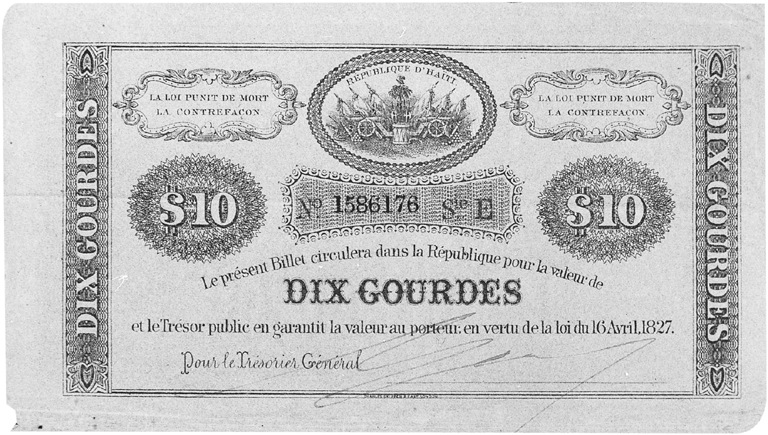 RÉPUBLIQUE D'HAITI
LA LOI PUNIT DE MORT
LA CONTREFACON
LA LOI PUNIT DE MORT
LA CONTREFACON
DIX GOURDES
DIX GOURDES
$10
No 1586176 Sie E
$10
Le présent Billet circulera dans la République pour la valeur de
DIX GOURDES
et le Trésor public en garantit la valeur au porteur: en vertu de la loi du 16 Avril, 1827.
Pour le Trésorier Général